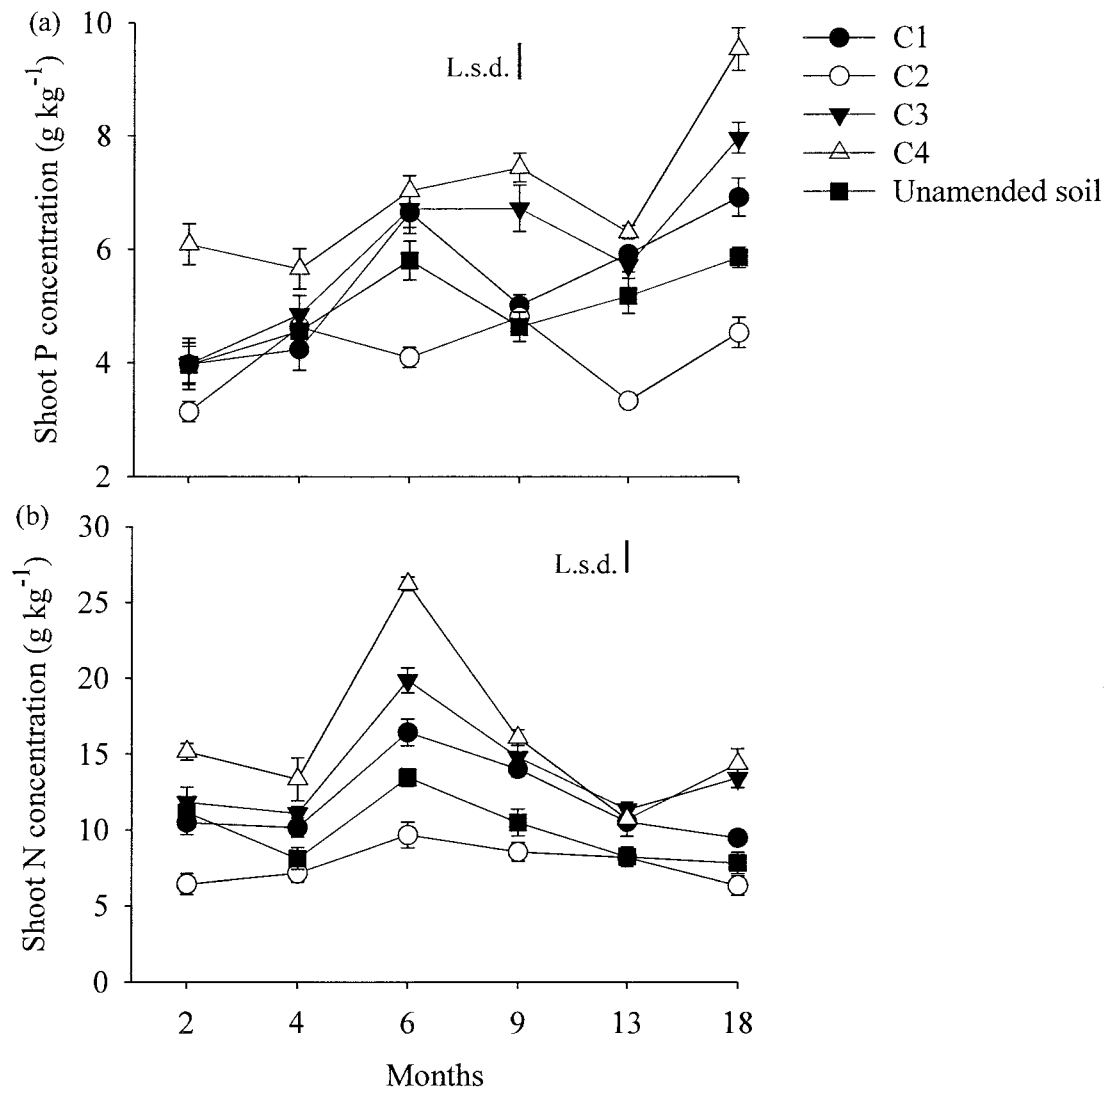 (a)
Shoot P concentration (g kg⁻¹)
10
8
6
4
2
L.s.d.
C1
C2
C3
C4
Unamended soil
(b)
Shoot N concentration (g kg⁻¹)
30
25
20
15
10
5
0
L.s.d.
2 4 6 9 13 18
Months